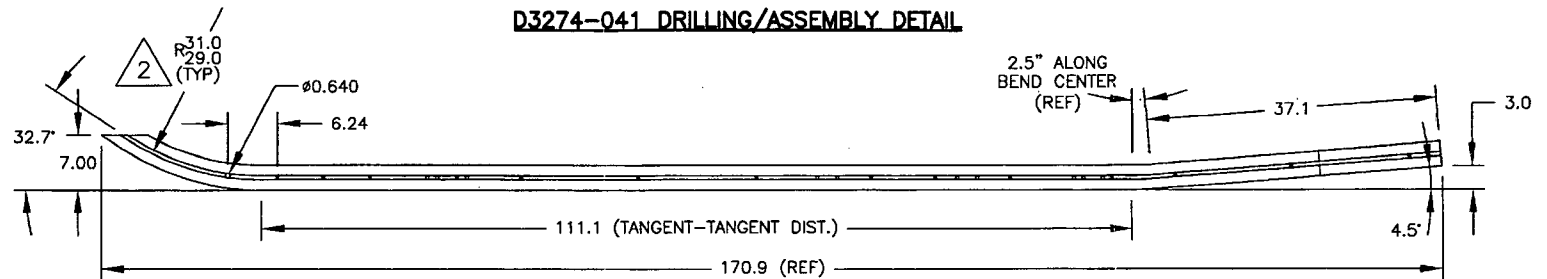 D3274-041 DRILLING/ASSEMBLY DETAIL
2
R31.0
29.0
(TYP)
ø0.640
6.24
2.5" ALONG
BEND CENTER
(REF)
37.1
3.0
32.7°
7.00
111.1 (TANGENT-TANGENT DIST.)
4.5°
170.9 (REF)